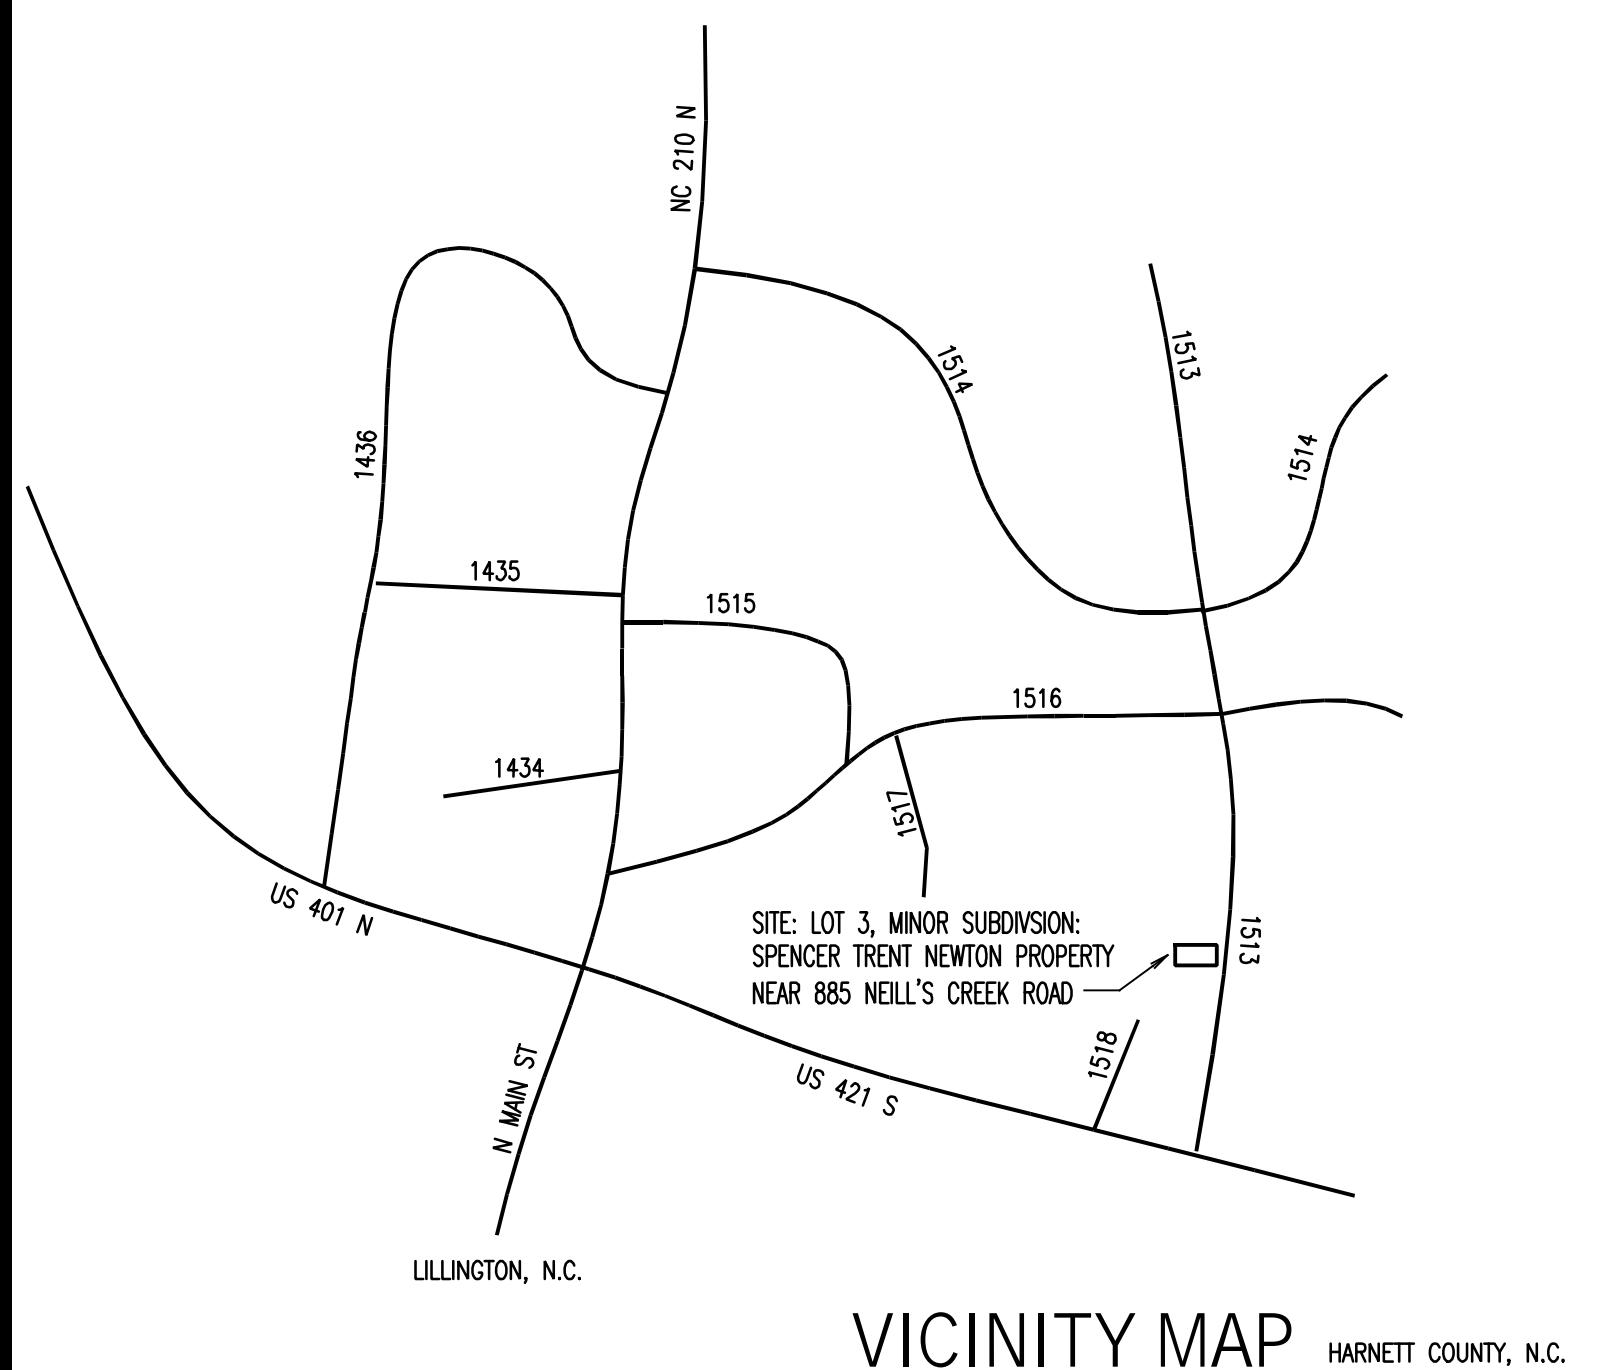 NC 210 N
1513
1514
1436
1514
1435
1515
1516
1434
1517
US 401 N
SITE: LOT 3, MINOR SUBDIVSION:
SPENCER TRENT NEWTON PROPERTY
NEAR 885 NEILL'S CREEK ROAD
1513
1518
N MAIN ST
US 421 S
LILLINGTON, N.C.
VICINITY MAP
HARNETT COUNTY, N.C.